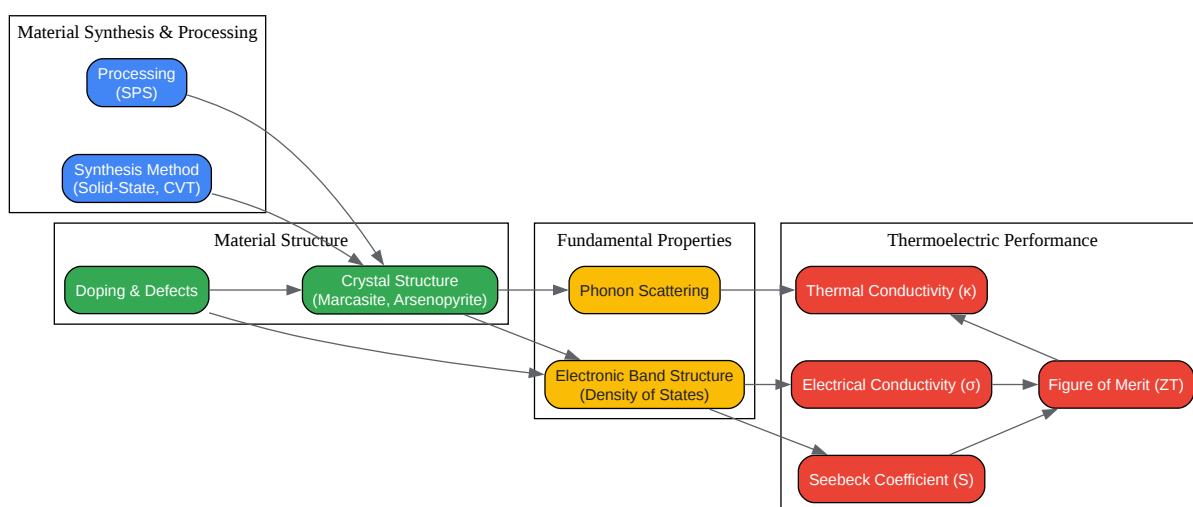 Material Synthesis & Processing
Processing
(SPS)
Synthesis Method
(Solid-State, CVT)
Material Structure
Doping & Defects
Crystal Structure
(Marcasite, Arsenopyrite)
Fundamental Properties
Phonon Scattering
Electronic Band Structure
(Density of States)
Thermoelectric Performance
Thermal Conductivity (κ)
Electrical Conductivity (σ)
Figure of Merit (ZT)
Seebeck Coefficient (S)